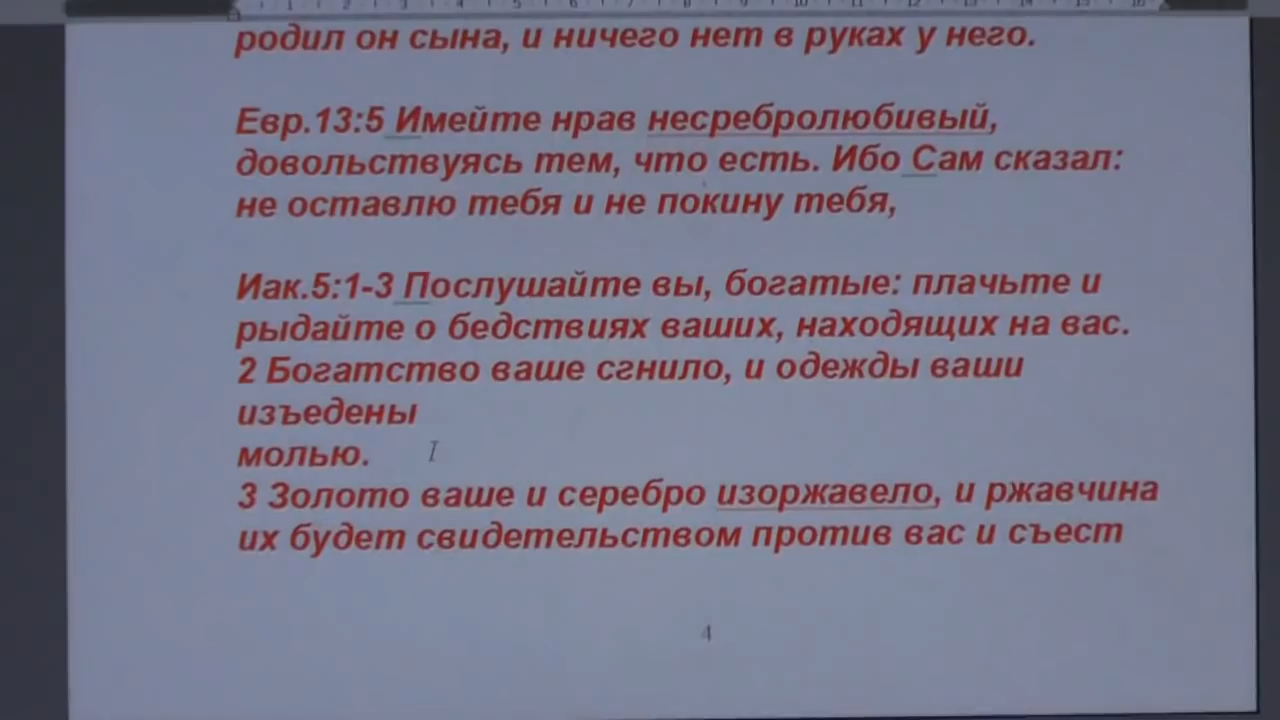 родил он сына, и ничего нет в руках у него.
Евр.13:5 Имейте нрав несребролюбивый,
довольствуясь тем, что есть. Ибо Сам сказал:
не оставлю тебя и не покину тебя,
Иак.5:1-3 Послушайте вы, богатые: плачьте и
рыдайте о бедствиях ваших, находящих на вас.
2 Богатство ваше сгнило, и одежды ваши
изъедены
молью.
3 Золото ваше и серебро изоржавело, и ржавчина
их будет свидетельством против вас и съест
4